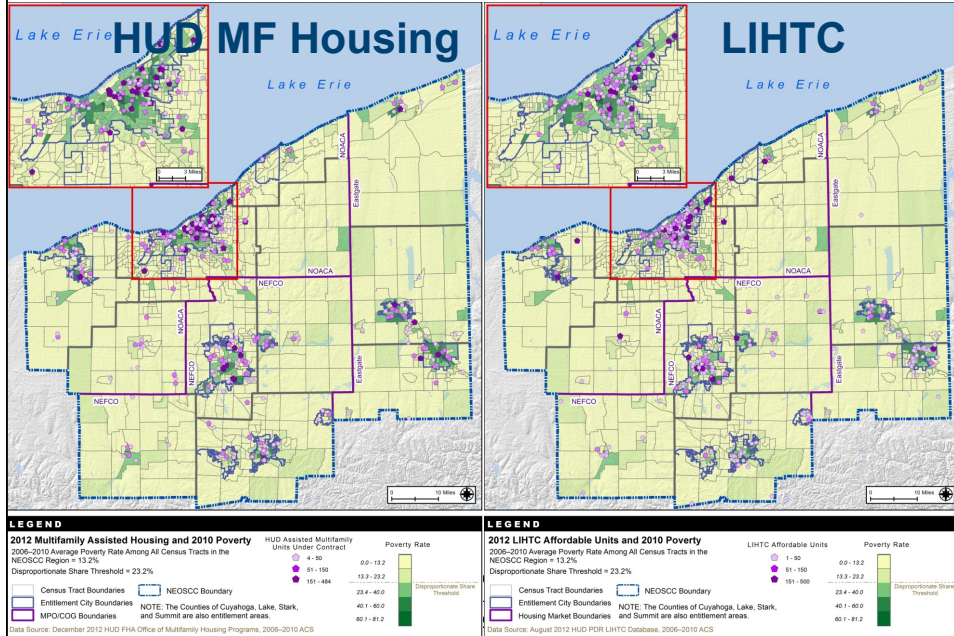 HUD MF Housing
Lake Erie
Lake Erie
0 3 Miles
NOACA
Eastgate
NOACA
NEFCO
NOACA
NEFCO
Eastgate
NEFCO
0 10 Miles
LEGEND
2012 Multifamily Assisted Housing and 2010 Poverty
2006–2010 Average Poverty Rate Among All Census Tracts in the
NEOSCC Region = 13.2%
Disproportionate Share Threshold = 23.2%
Census Tract Boundaries
Entitlement City Boundaries
MPO/COG Boundaries
NEOSCC Boundary
NOTE: The Counties of Cuyahoga, Lake, Stark,
and Summit are also entitlement areas.
HUD Assisted Multifamily
Units Under Contract
4 - 50
51 - 150
151 - 484
Poverty Rate
0.0 - 13.2
13.3 - 23.2
23.4 - 40.0
40.1 - 60.0
60.1 - 81.2
Disproportionate Share
Threshold
Data Source: December 2012 HUD FHA Office of Multifamily Housing Programs, 2006–2010 ACS
LIHTC
Lake Erie
Lake Erie
0 3 Miles
NOACA
Eastgate
NOACA
NEFCO
NOACA
NEFCO
Eastgate
NEFCO
0 10 Miles
LEGEND
2012 LIHTC Affordable Units and 2010 Poverty
2006–2010 Average Poverty Rate Among All Census Tracts in the
NEOSCC Region = 13.2%
Disproportionate Share Threshold = 23.2%
Census Tract Boundaries
Entitlement City Boundaries
Housing Market Boundaries
NEOSCC Boundary
NOTE: The Counties of Cuyahoga, Lake, Stark,
and Summit are also entitlement areas.
LIHTC Affordable Units
1 - 50
51 - 150
151 - 500
Poverty Rate
0.0 - 13.2
13.3 - 23.2
23.4 - 40.0
40.1 - 60.0
60.1 - 81.2
Disproportionate Share
Threshold
Data Source: August 2012 HUD PDR LIHTC Database, 2006–2010 ACS